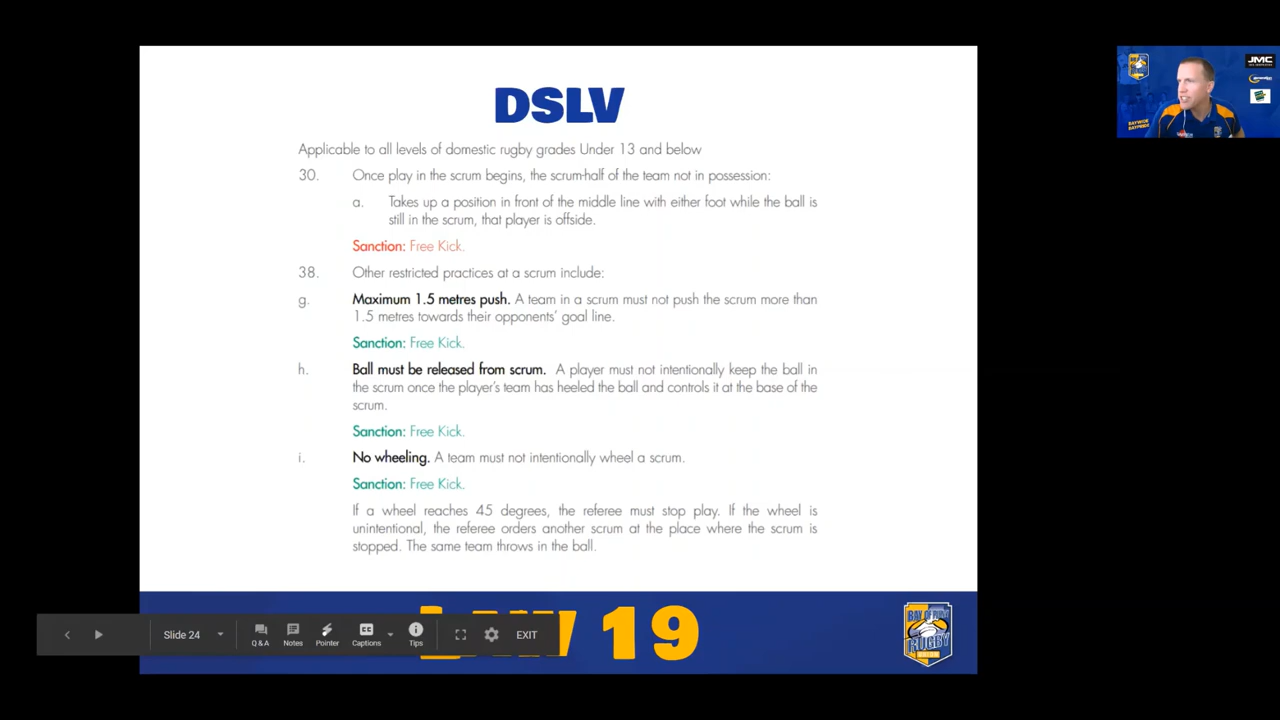 DSLV
Applicable to all levels of domestic rugby grades Under 13 and below
30. Once play in the scrum begins, the scrum-half of the team not in possession:
a. Takes up a position in front of the middle line with either foot while the ball is
still in the scrum, that player is offside.
Sanction: Free Kick.
38. Other restricted practices at a scrum include:
g. Maximum 1.5 metres push. A team in a scrum must not push the scrum more than
1.5 metres towards their opponents' goal line.
Sanction: Free Kick.
h. Ball must be released from scrum. A player must not intentionally keep the ball in
the scrum once the player's team has heeled the ball and controls it at the base of the
scrum.
Sanction: Free Kick.
i. No wheeling. A team must not intentionally wheel a scrum.
Sanction: Free Kick.
If a wheel reaches 45 degrees, the referee must stop play. If the wheel is
unintentional, the referee orders another scrum at the place where the scrum is
stopped. The same team throws in the ball.
LAW 19
Slide 24
Q & A
Notes
Pointer
Captions
Tips
EXIT
RUGBY
JMC